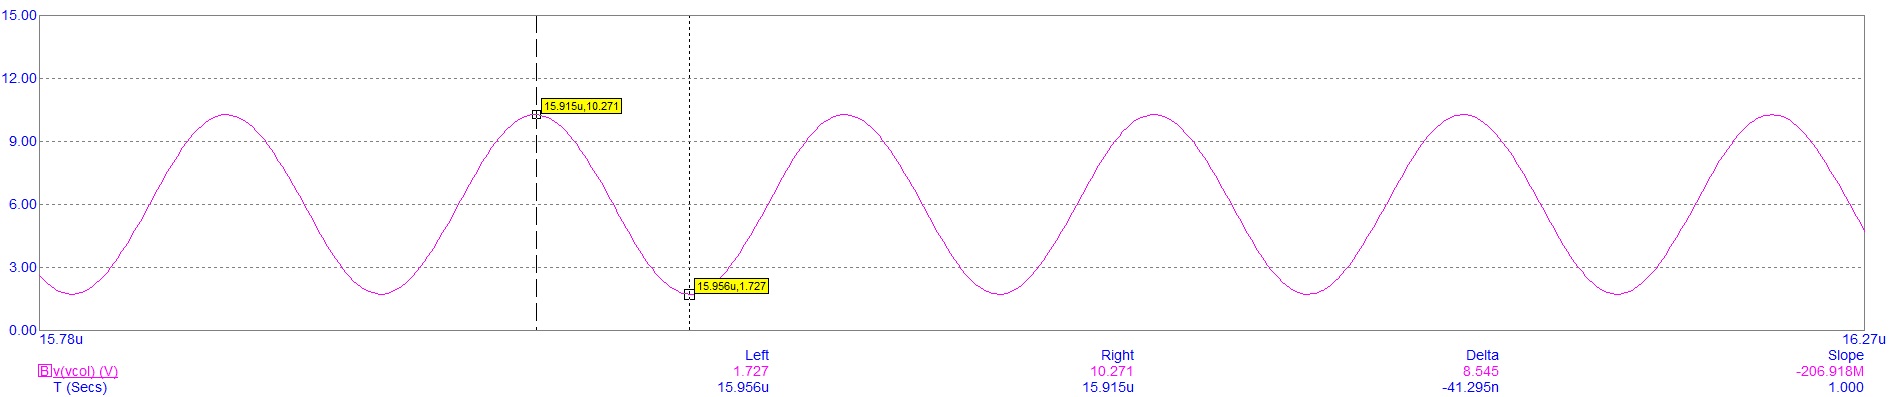 15.00
12.00
9.00
6.00
3.00
0.00
15.915u,10.271
15.956u,1.727
15.78u 16.27u
Left Right Delta Slope
B v(vcol) (V) 1.727 10.271 8.545 -206.918M
T (Secs) 15.956u 15.915u -41.295n 1.000